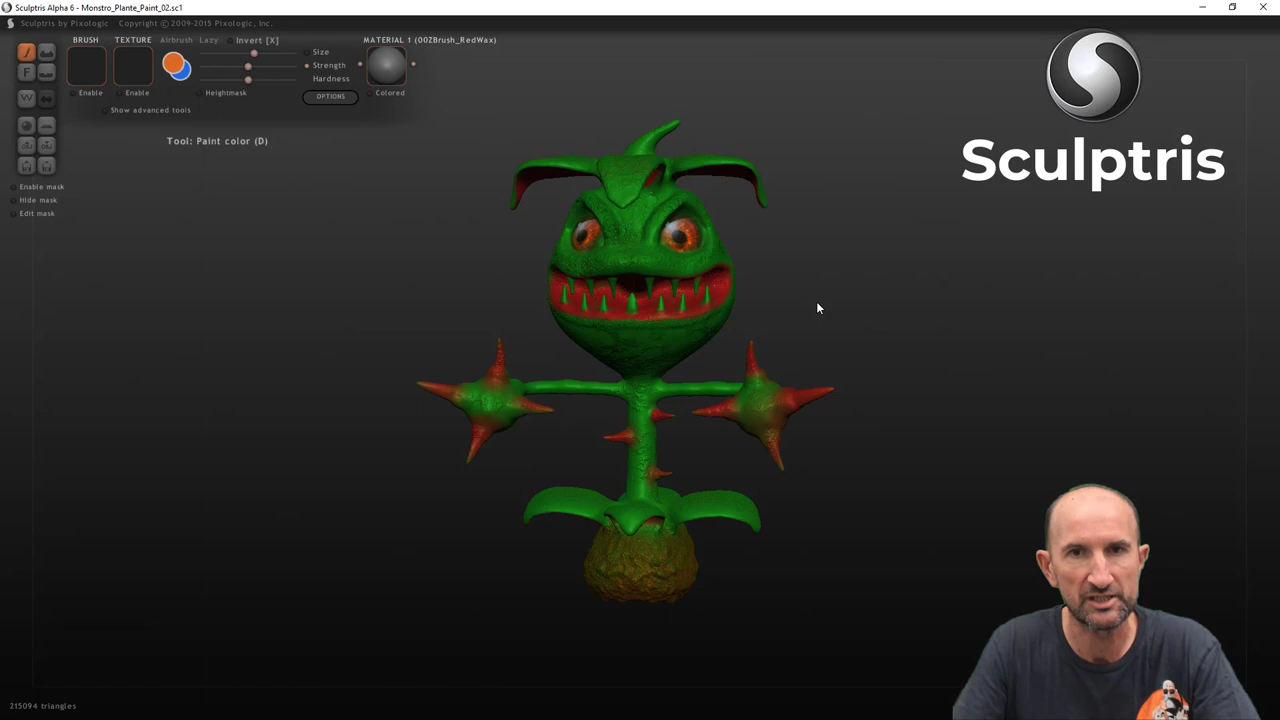 Sculptris Alpha 6 - Monstro_Plante_Paint_02.sc1
Sculptris by Pixologic Copyright ©2009-2015 Pixologic, Inc.
BRUSH TEXTURE Airbrush Lazy Invert [X] MATERIAL 1 (00ZBrush_RedWax)
Size
F Strength
Hardness
Enable Enable Heightmask OPTIONS Colored
Show advanced tools
Tool: Paint color (D)
Enable mask
Hide mask
Edit mask
Sculptris
215094 triangles